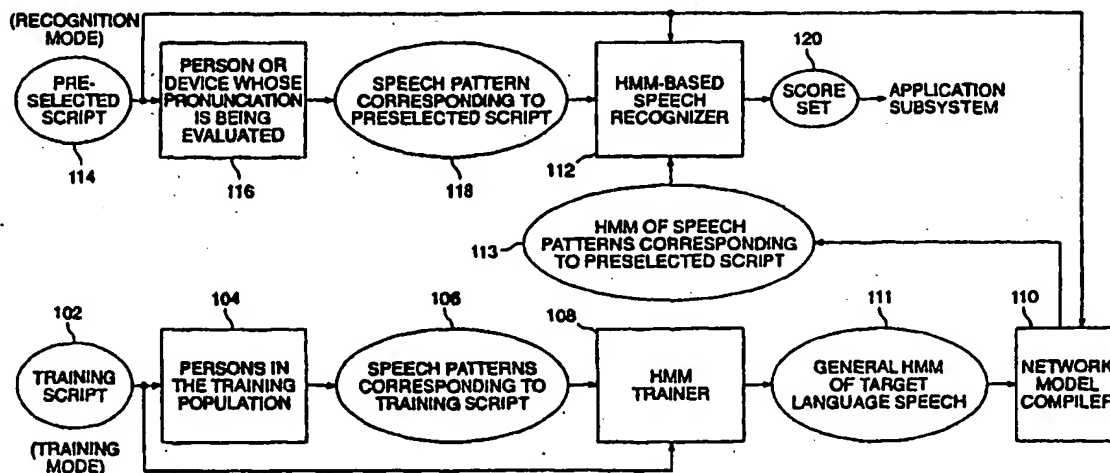 (RECOGNITION
MODE)
PRE-
SELECTED
SCRIPT
114
PERSON OR
DEVICE WHOSE
PRONUNCIATION
IS BEING
EVALUATED
116
SPEECH PATTERN
CORRESPONDING TO
PRESELECTED SCRIPT
118
HMM-BASED
SPEECH
RECOGNIZER
112
120
SCORE
SET
APPLICATION
SUBSYSTEM
113
HMM OF SPEECH
PATTERNS CORRESPONDING
TO PRESELECTED SCRIPT
102
TRAINING
SCRIPT
(TRAINING
MODE)
104
PERSONS IN
THE TRAINING
POPULATION
106
SPEECH PATTERNS
CORRESPONDING TO
TRAINING SCRIPT
108
HMM
TRAINER
111
GENERAL HMM
OF TARGET
LANGUAGE SPEECH
110
NETWORK
MODEL
COMPILER